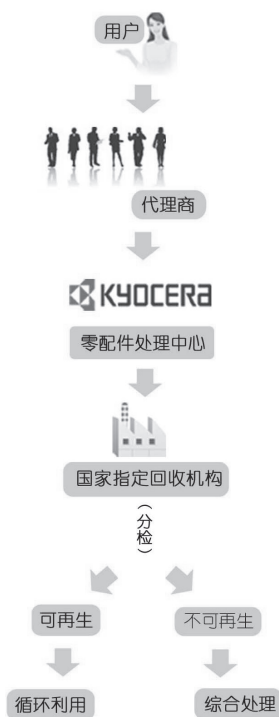 用户
代理商
KYOCERA
零配件处理中心
国家指定回收机构
（分检）
可再生
不可再生
循环利用
综合处理